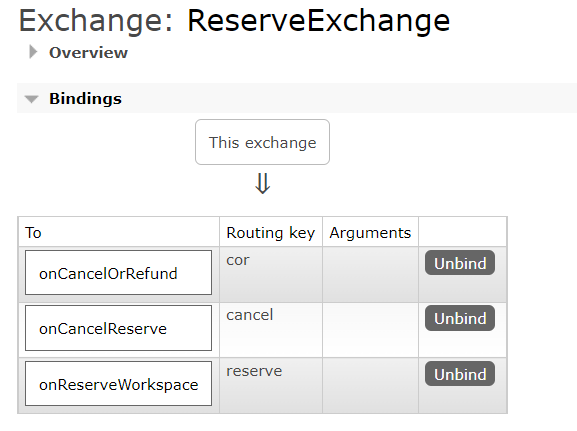 Exchange: ReserveExchange
Overview
Bindings
This exchange
⇓
To Routing key Arguments
onCancelOrRefund cor Unbind
onCancelReserve cancel Unbind
onReserveWorkspace reserve Unbind